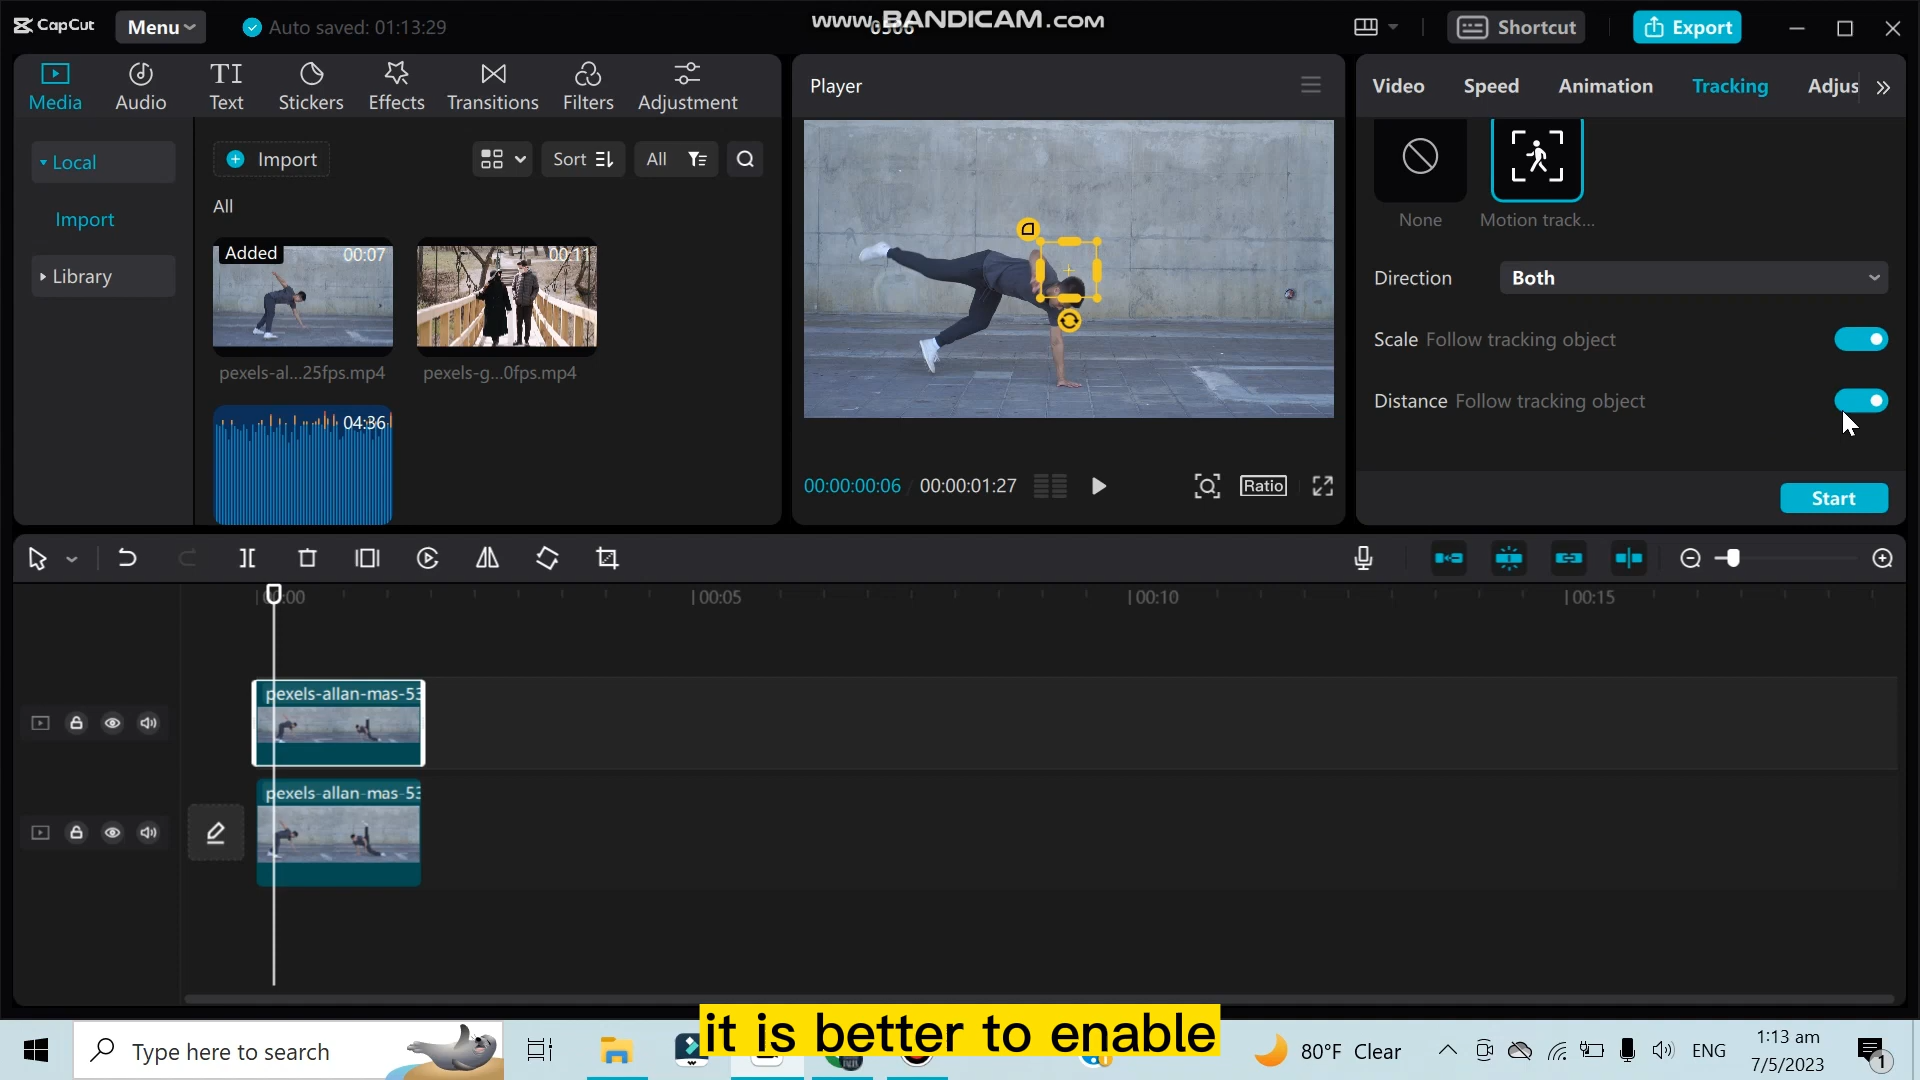 CapCut
Menu
Auto saved: 01:13:29
www.BANDICAM.com
Shortcut
Export
Media
Audio
Text
Stickers
Effects
Transitions
Filters
Adjustment
Local
Import
Library
Import
Sort
All
All
Added
00:07
00:11
pexels-al...25fps.mp4
pexels-g...0fps.mp4
04:36
Player
00:00:00:06
00:00:01:27
Ratio
Video
Speed
Animation
Tracking
Adjus
None
Motion track...
Direction
Both
Scale Follow tracking object
Distance Follow tracking object
Start
00:05
00:10
00:15
pexels-allan-mas-53
pexels-allan-mas-53
it is better to enable
Type here to search
80°F Clear
ENG
1:13 am
7/5/2023
1